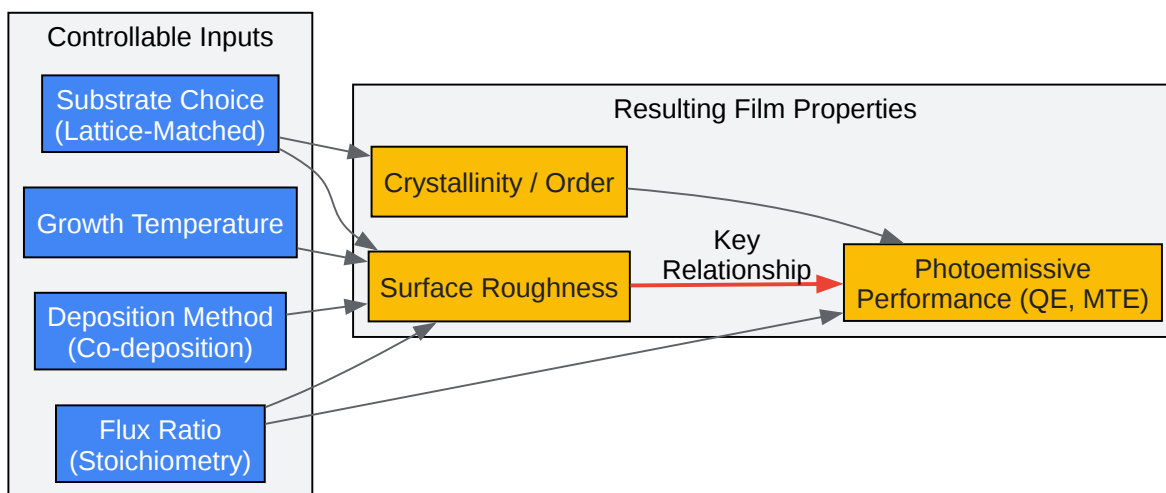 Controllable Inputs
Substrate Choice
(Lattice-Matched)
Growth Temperature
Deposition Method
(Co-deposition)
Flux Ratio
(Stoichiometry)
Resulting Film Properties
Crystallinity / Order
Surface Roughness
Key
Relationship
Photoemissive
Performance (QE, MTE)